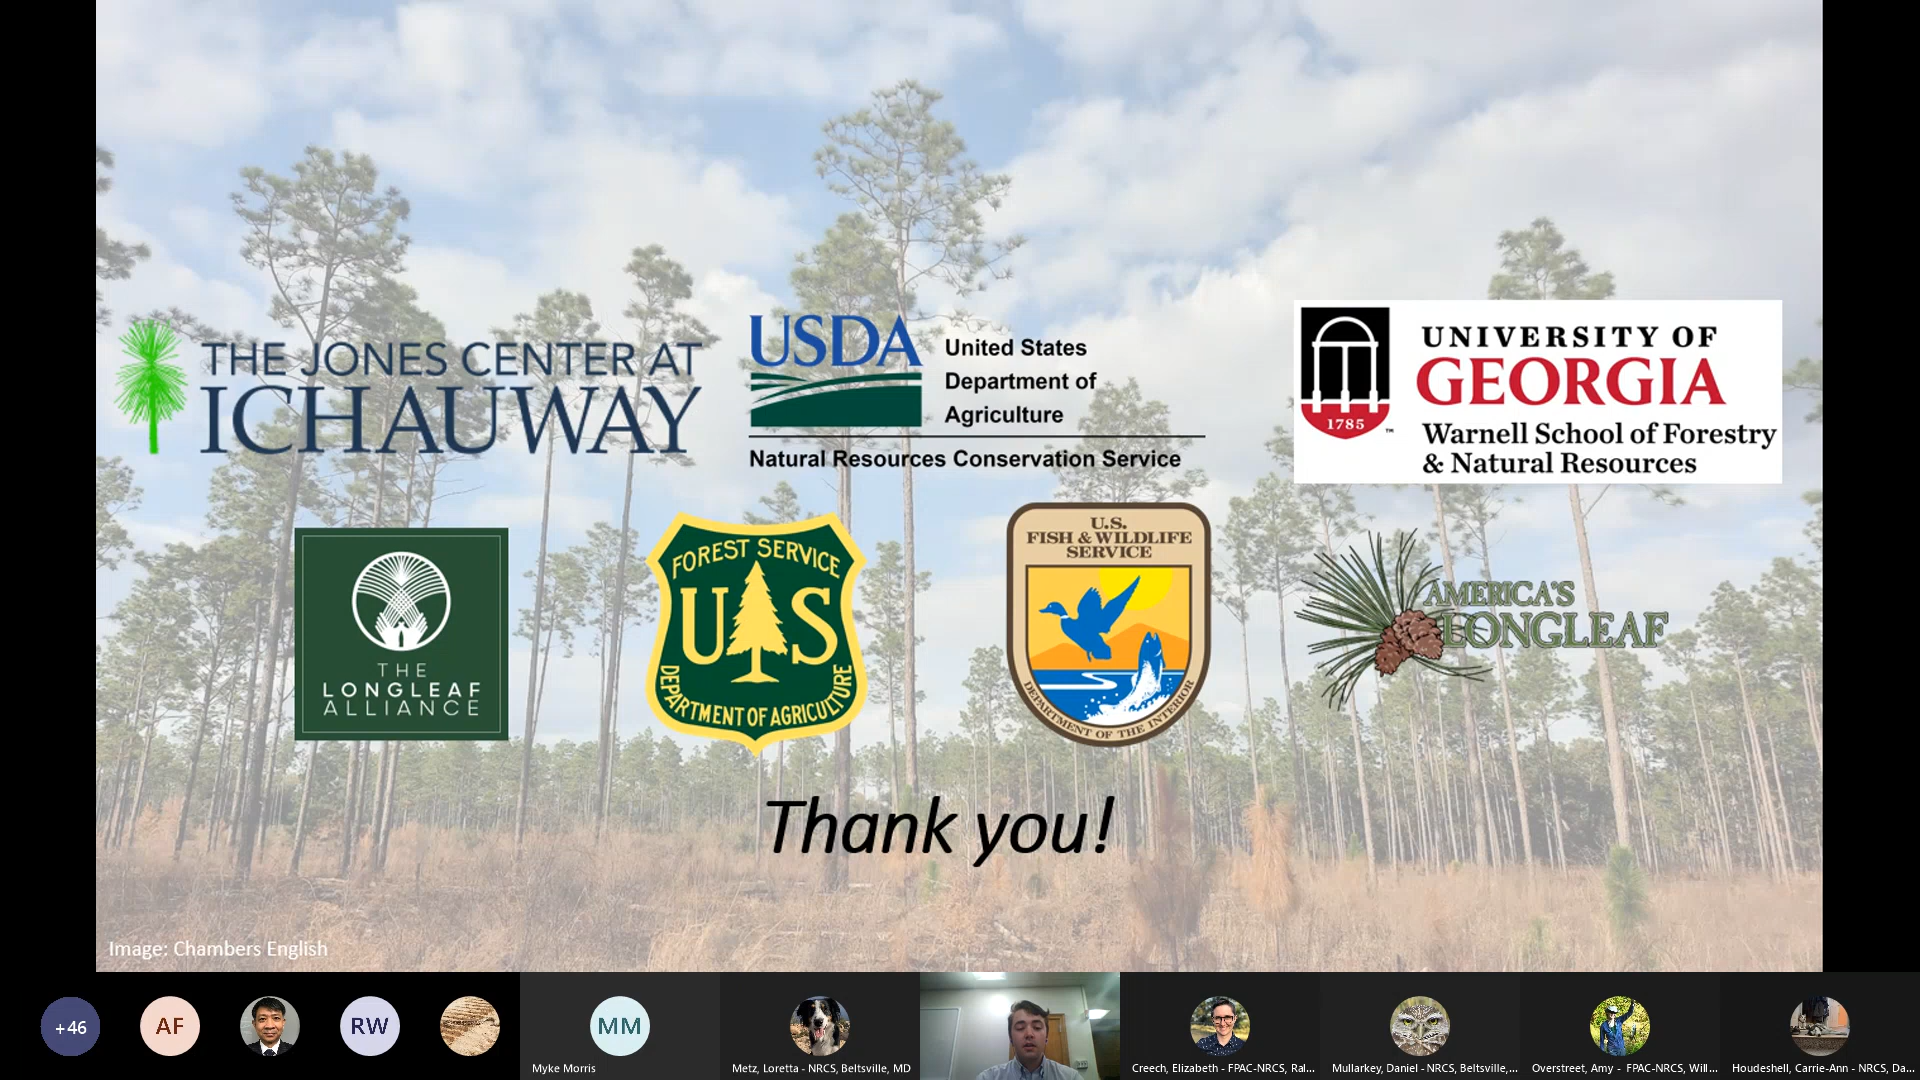 THE JONES CENTER AT
ICHAUWAY
USDA
United States
Department of
Agriculture
Natural Resources Conservation Service
1785
™
UNIVERSITY OF
GEORGIA
Warnell School of Forestry
& Natural Resources
THE
LONGLEAF
ALLIANCE
FOREST SERVICE
U S
DEPARTMENT OF AGRICULTURE
U.S.
FISH & WILDLIFE
SERVICE
DEPARTMENT OF THE INTERIOR
AMERICA'S
LONGLEAF
Thank you!
Image: Chambers English
+46
AF
RW
MM
Myke Morris
Metz, Loretta - NRCS, Beltsville, MD
Creech, Elizabeth - FPAC-NRCS, Ral...
Mullarkey, Daniel - NRCS, Beltsville,...
Overstreet, Amy - FPAC-NRCS, Will...
Houdeshell, Carrie-Ann - NRCS, Da...